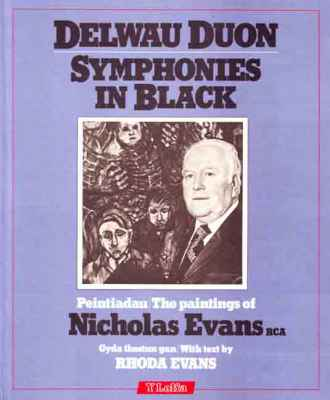 DELWAU DUON
SYMPHONIES
IN BLACK
Peintiadau/The paintings of
Nicholas Evans RCA
Gyda thestun gan/With text by
RHODA EVANS
Y Lolfa